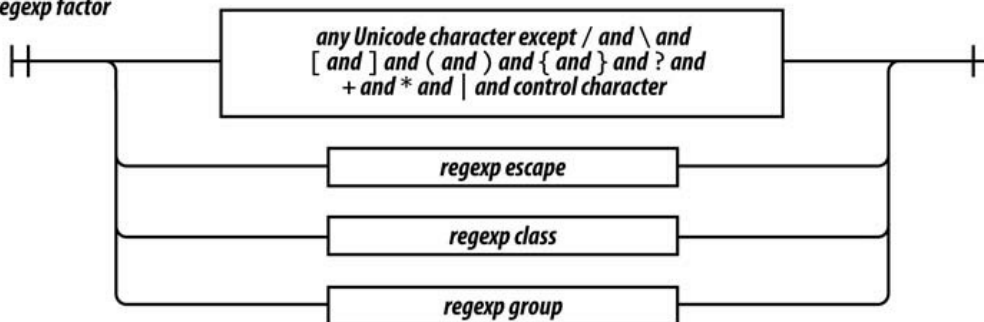 egexp factor
any Unicode character except / and \ and
[ and ] and ( and ) and { and } and ? and
+ and * and | and control character
regexp escape
regexp class
regexp group